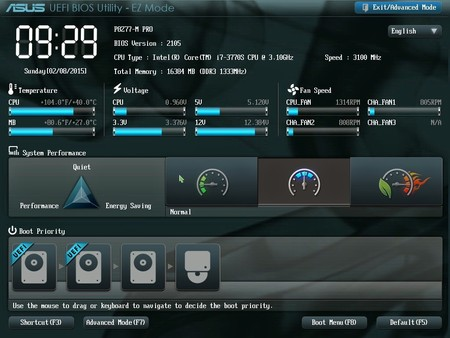 ASUS UEFI BIOS Utility - EZ Mode
Exit/Advanced Mode
09:29
Sunday[02/08/2015]
P8Z77-M PRO
BIOS Version : 2105
CPU Type : Intel(R) Core(TM) i7-3770S CPU @ 3.10GHz
Speed : 3100 MHz
Total Memory : 16384 MB (DDR3 1333MHz)
English
Temperature
CPU +104.0°F/+40.0°C
MB +80.6°F/+27.0°C
Voltage
CPU 0.960V
5V 5.120V
3.3V 3.376V
12V 12.384V
Fan Speed
CPU_FAN 1314RPM
CHA_FAN1 805RPM
CHA_FAN2 808RPM
CHA_FAN3 N/A
System Performance
Quiet
Performance
Energy Saving
Normal
Boot Priority
UEFI
UEFI
Use the mouse to drag or keyboard to navigate to decide the boot priority.
Shortcut(F3)
Advanced Mode(F7)
Boot Menu(F8)
Default(F5)